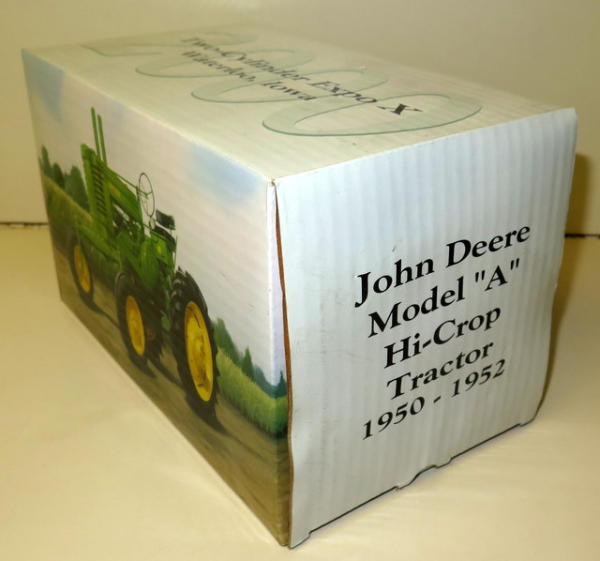 2000
Two-Cylinder Expo X
Waterloo, Iowa
John Deere
Model "A"
Hi-Crop
Tractor
1950 - 1952